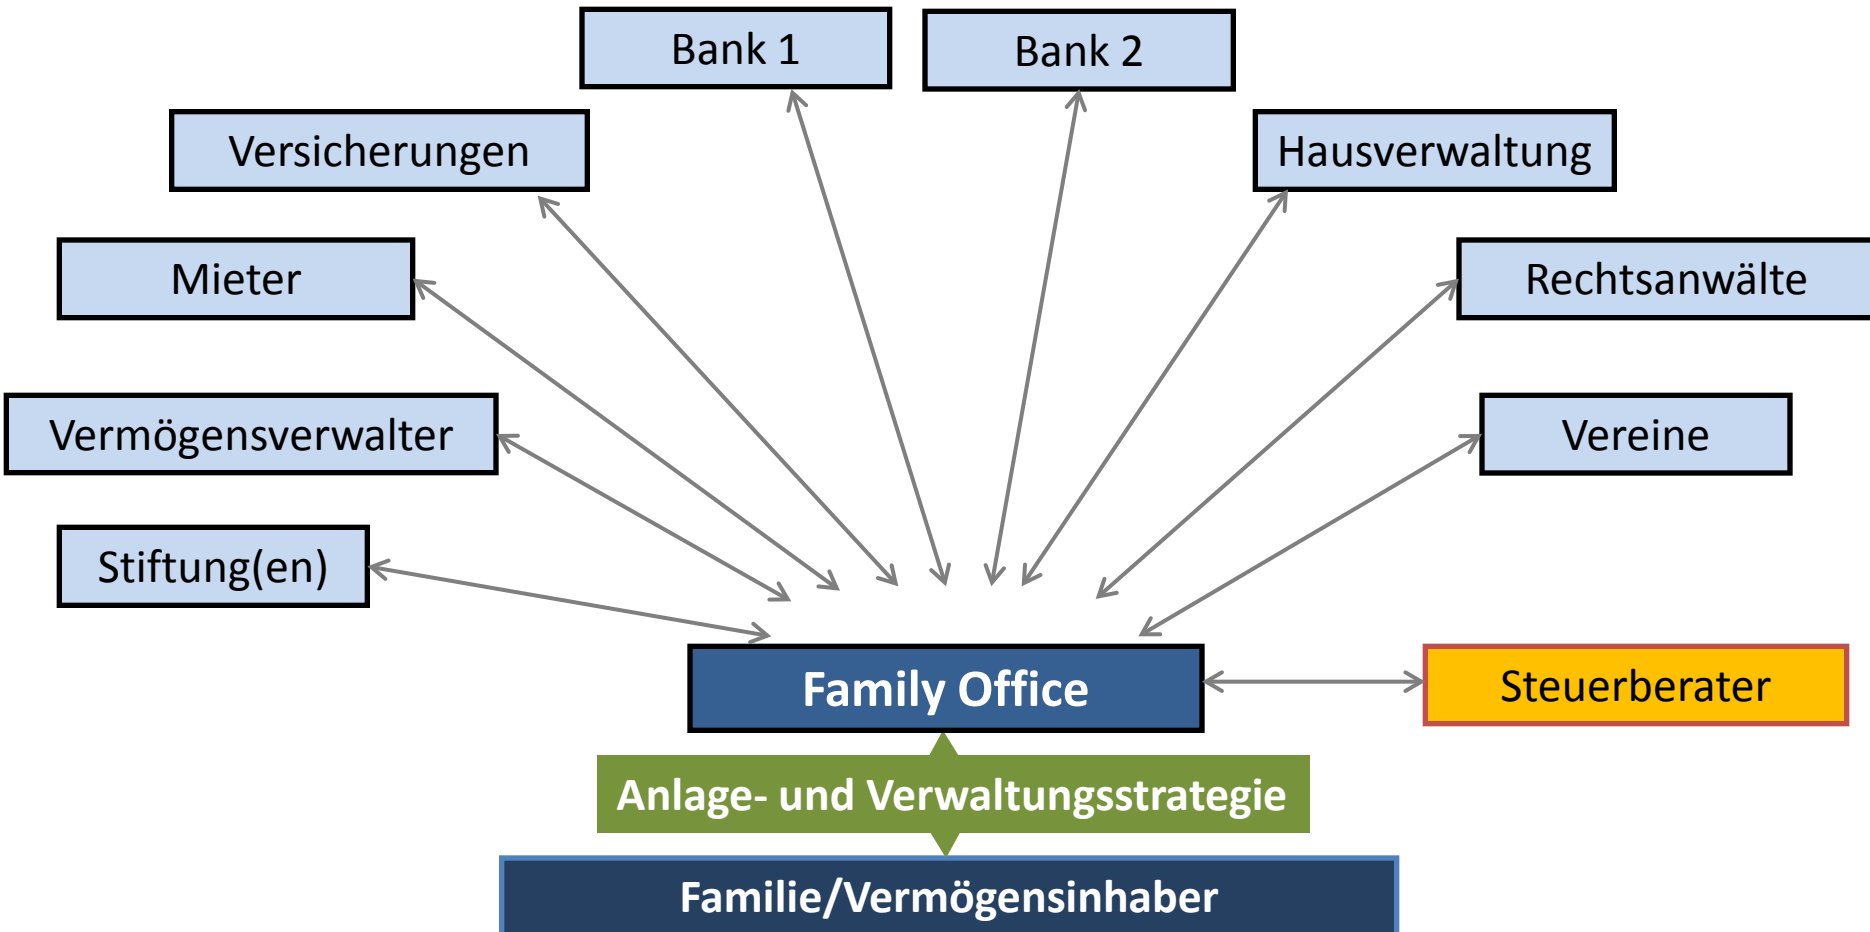 Bank 1
Bank 2
Versicherungen
Hausverwaltung
Mieter
Rechtsanwälte
Vermögensverwalter
Vereine
Stiftung(en)
Family Office
Steuerberater
Anlage- und Verwaltungsstrategie
Familie/Vermögensinhaber